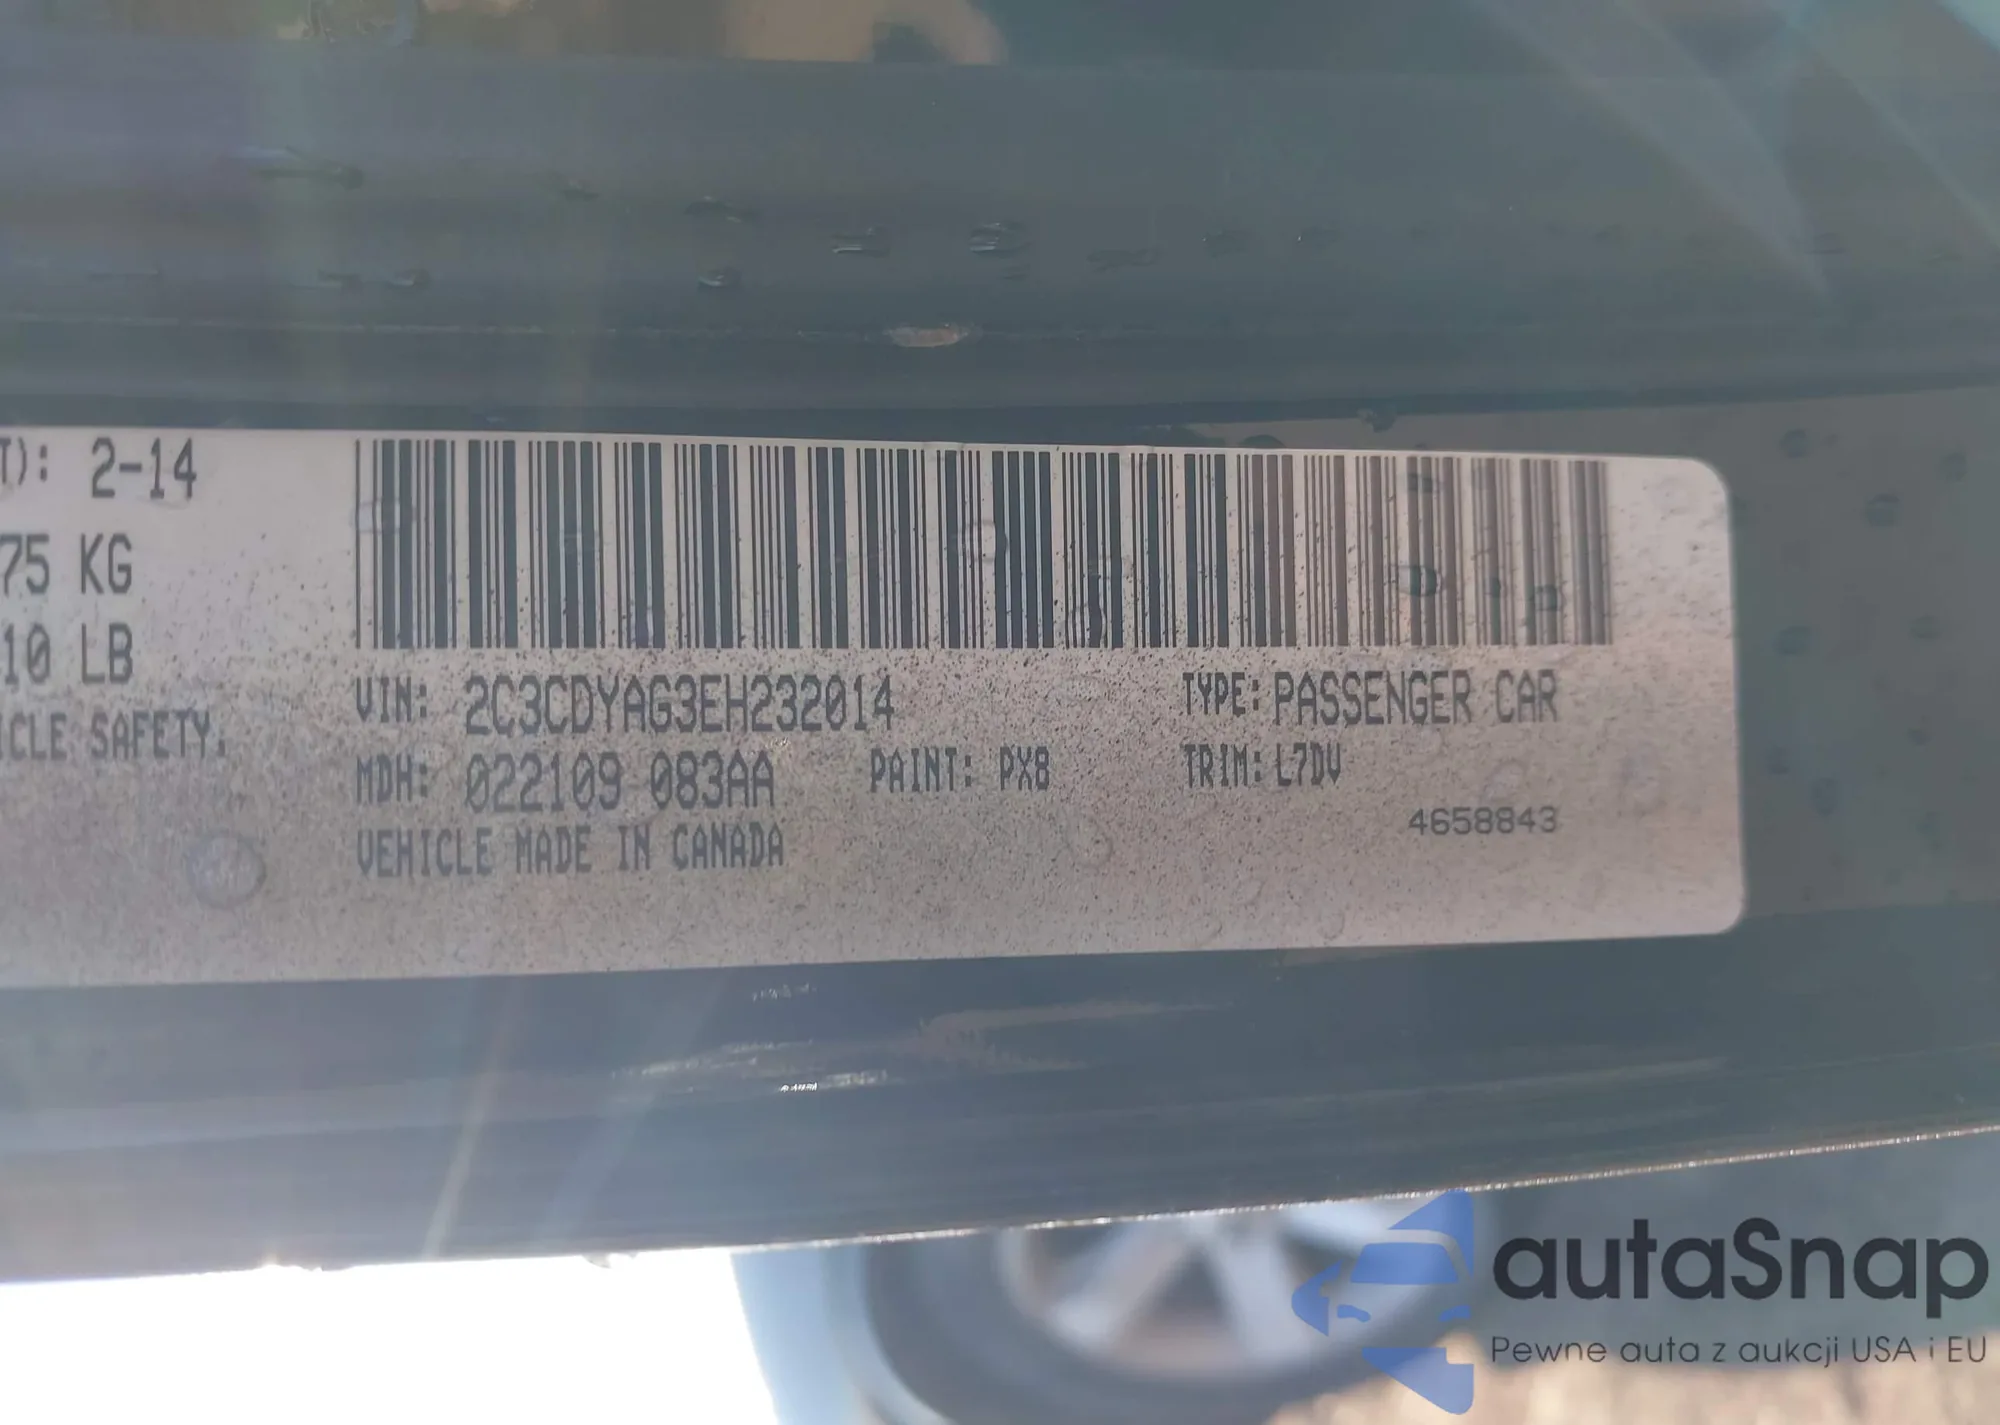 T): 2-14
75 KG
10 LB
ICLE SAFETY.
VIN: 2C3CDYAG3EH232014
TYPE: PASSENGER CAR
MDH: 022109 083AA
PAINT: PX8
TRIM: L7DV
VEHICLE MADE IN CANADA
4658843
autaSnap
Pewne auta z aukcji USA i EU